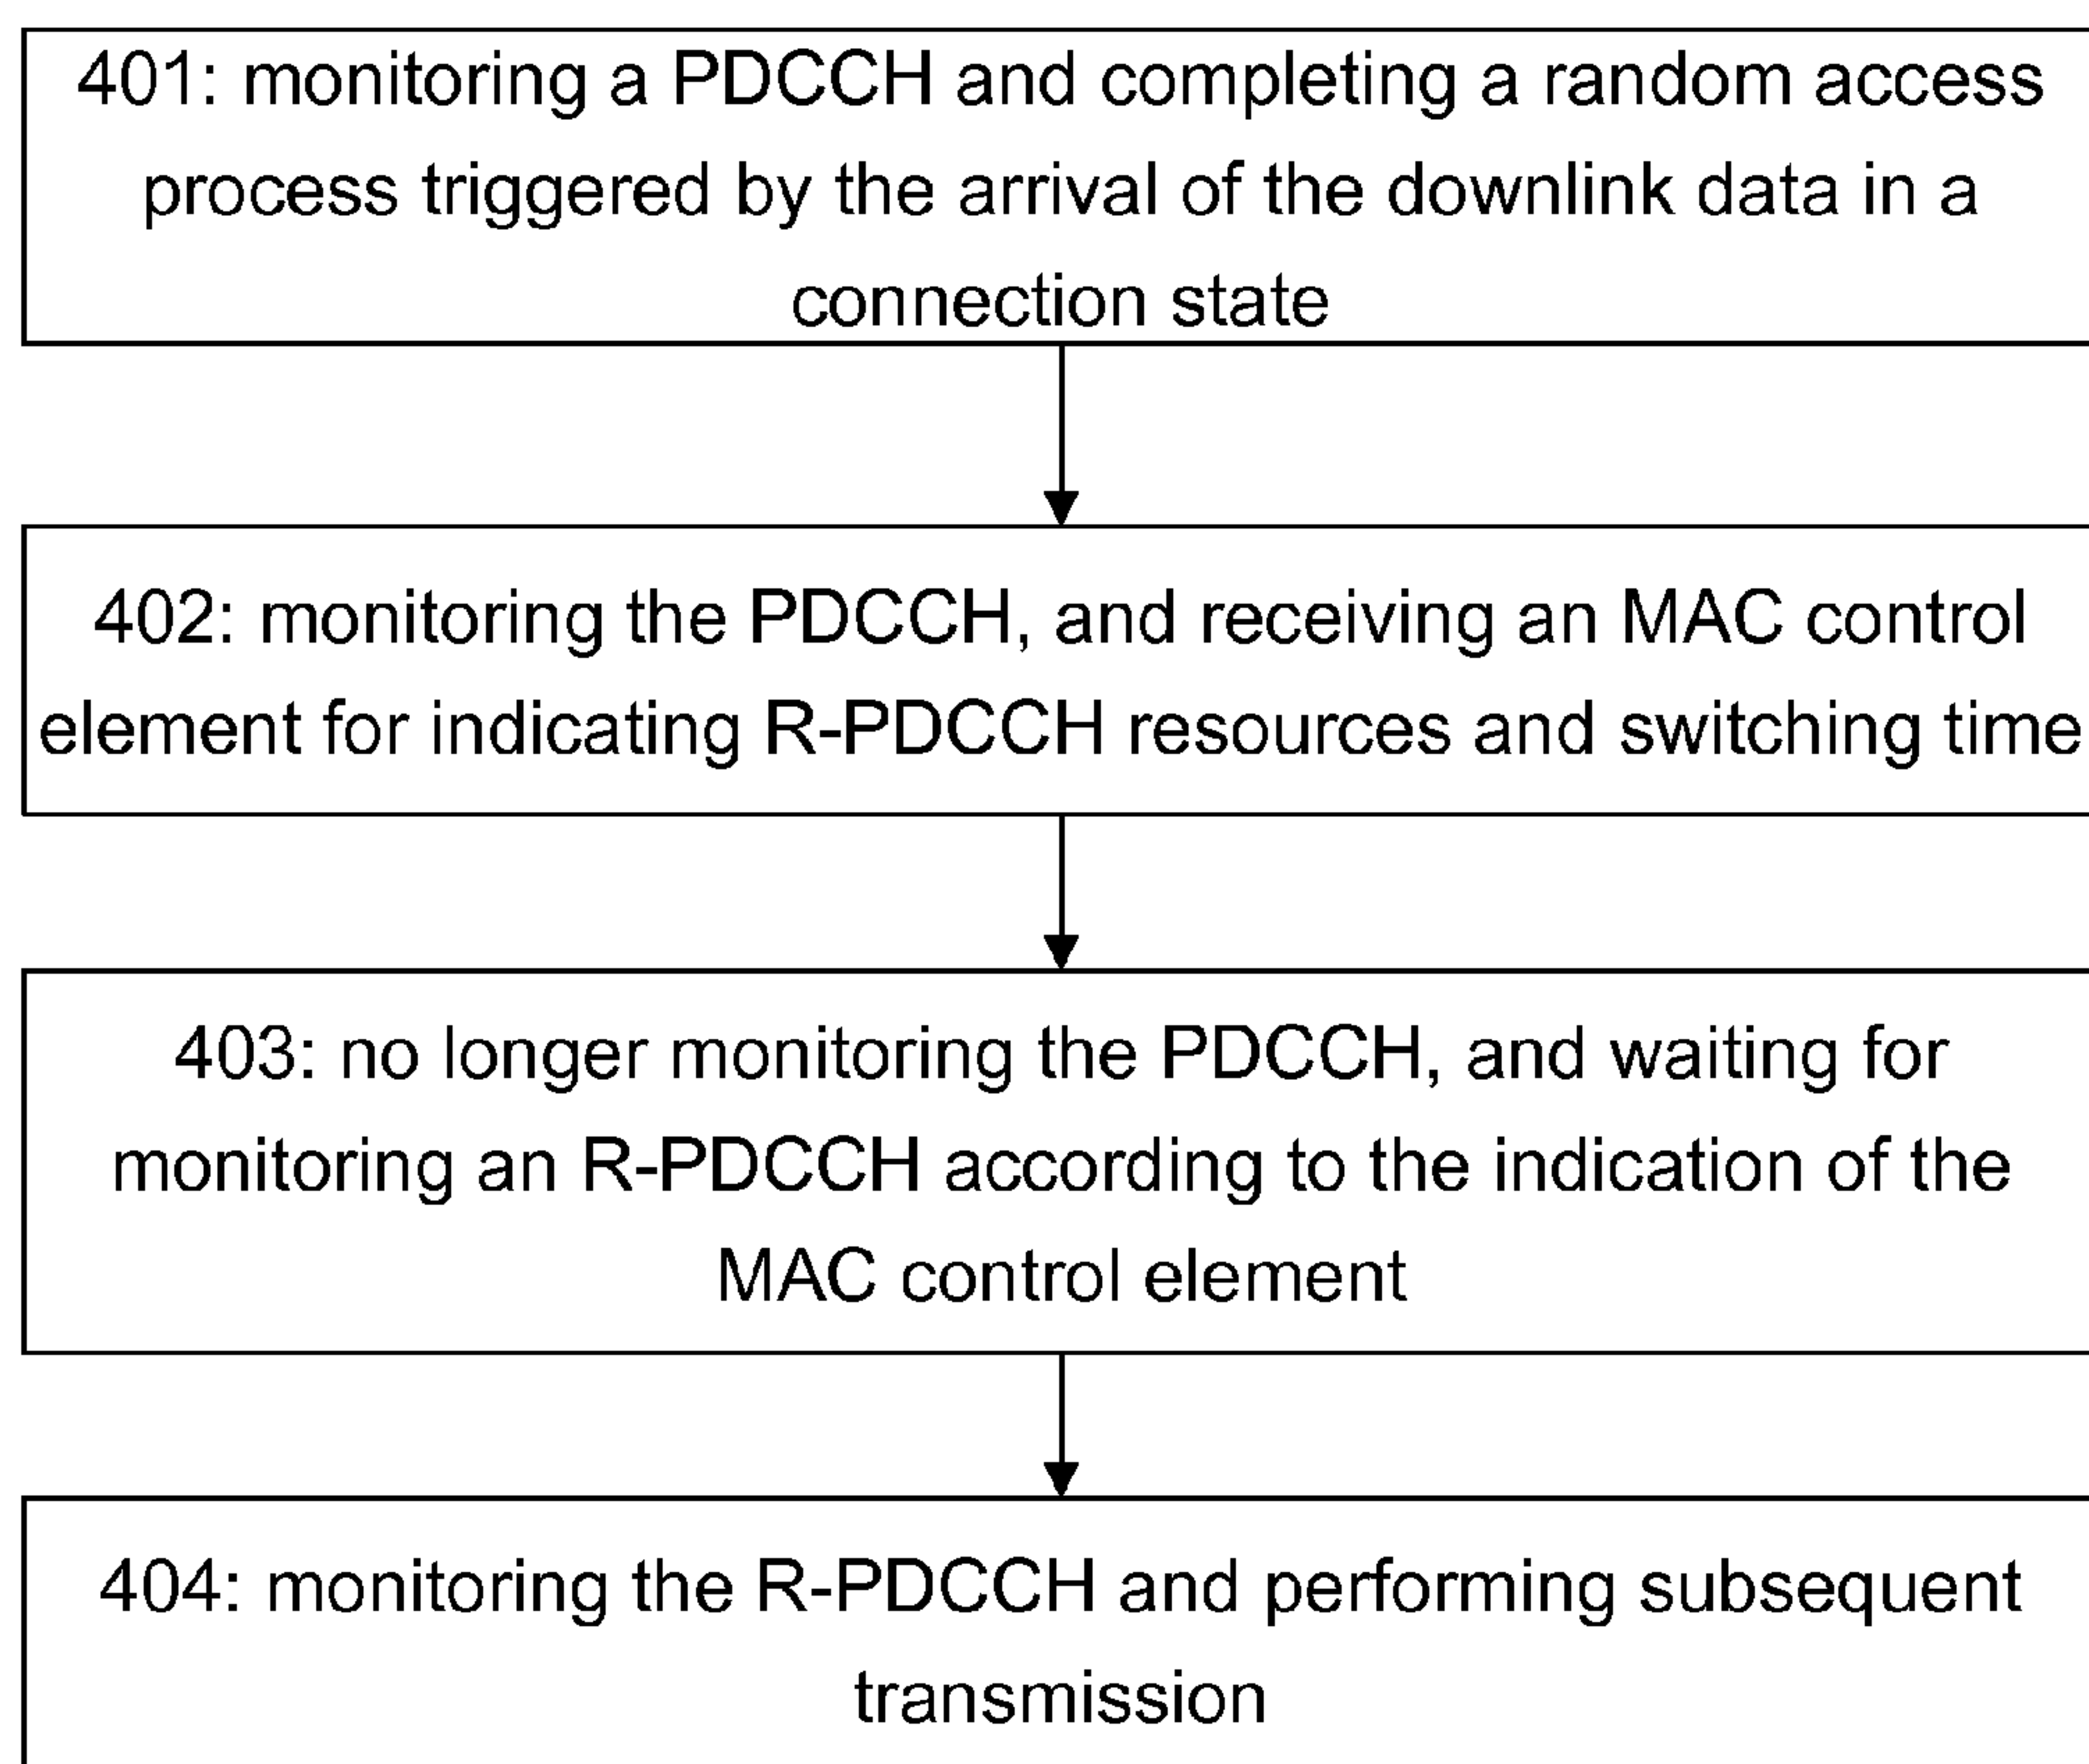 401: monitoring a PDCCH and completing a random access
process triggered by the arrival of the downlink data in a
connection state
402: monitoring the PDCCH, and receiving an MAC control
element for indicating R-PDCCH resources and switching time
403: no longer monitoring the PDCCH, and waiting for
monitoring an R-PDCCH according to the indication of the
MAC control element
404: monitoring the R-PDCCH and performing subsequent
transmission